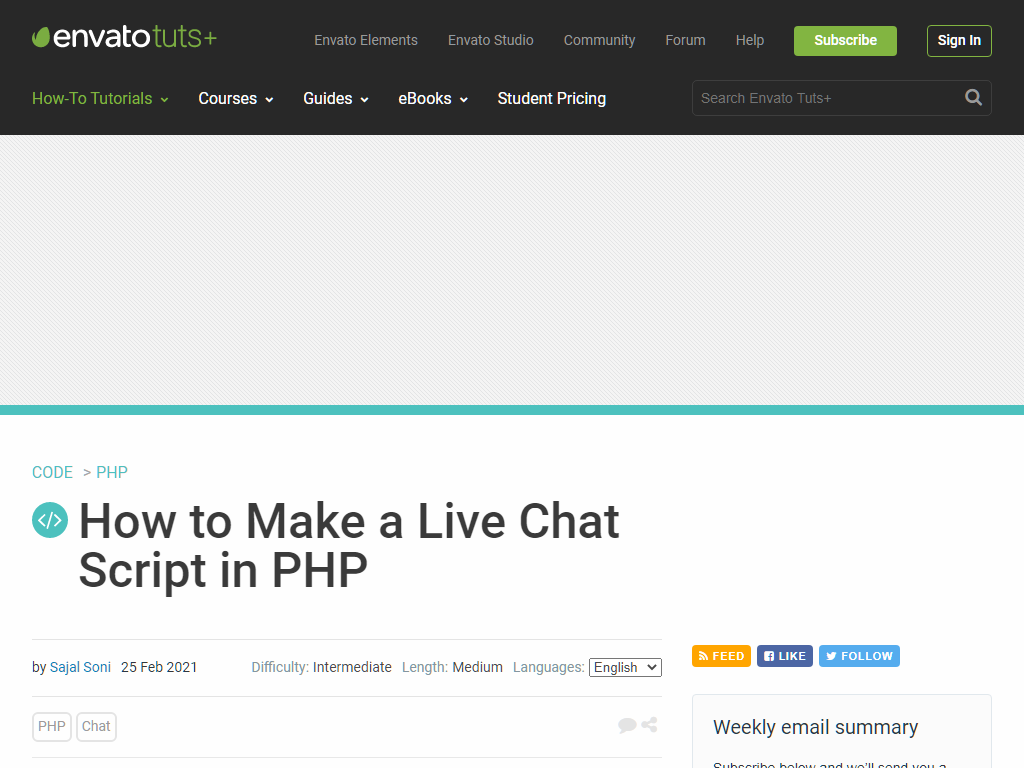 envatotuts+
Envato Elements Envato Studio Community Forum Help Subscribe Sign In
How-To Tutorials Courses Guides eBooks Student Pricing Search Envato Tuts+
CODE > PHP
</> How to Make a Live Chat
Script in PHP
by Sajal Soni 25 Feb 2021 Difficulty: Intermediate Length: Medium Languages: English
FEED LIKE FOLLOW
PHP Chat
Weekly email summary
Subscribe below and we'll send you a